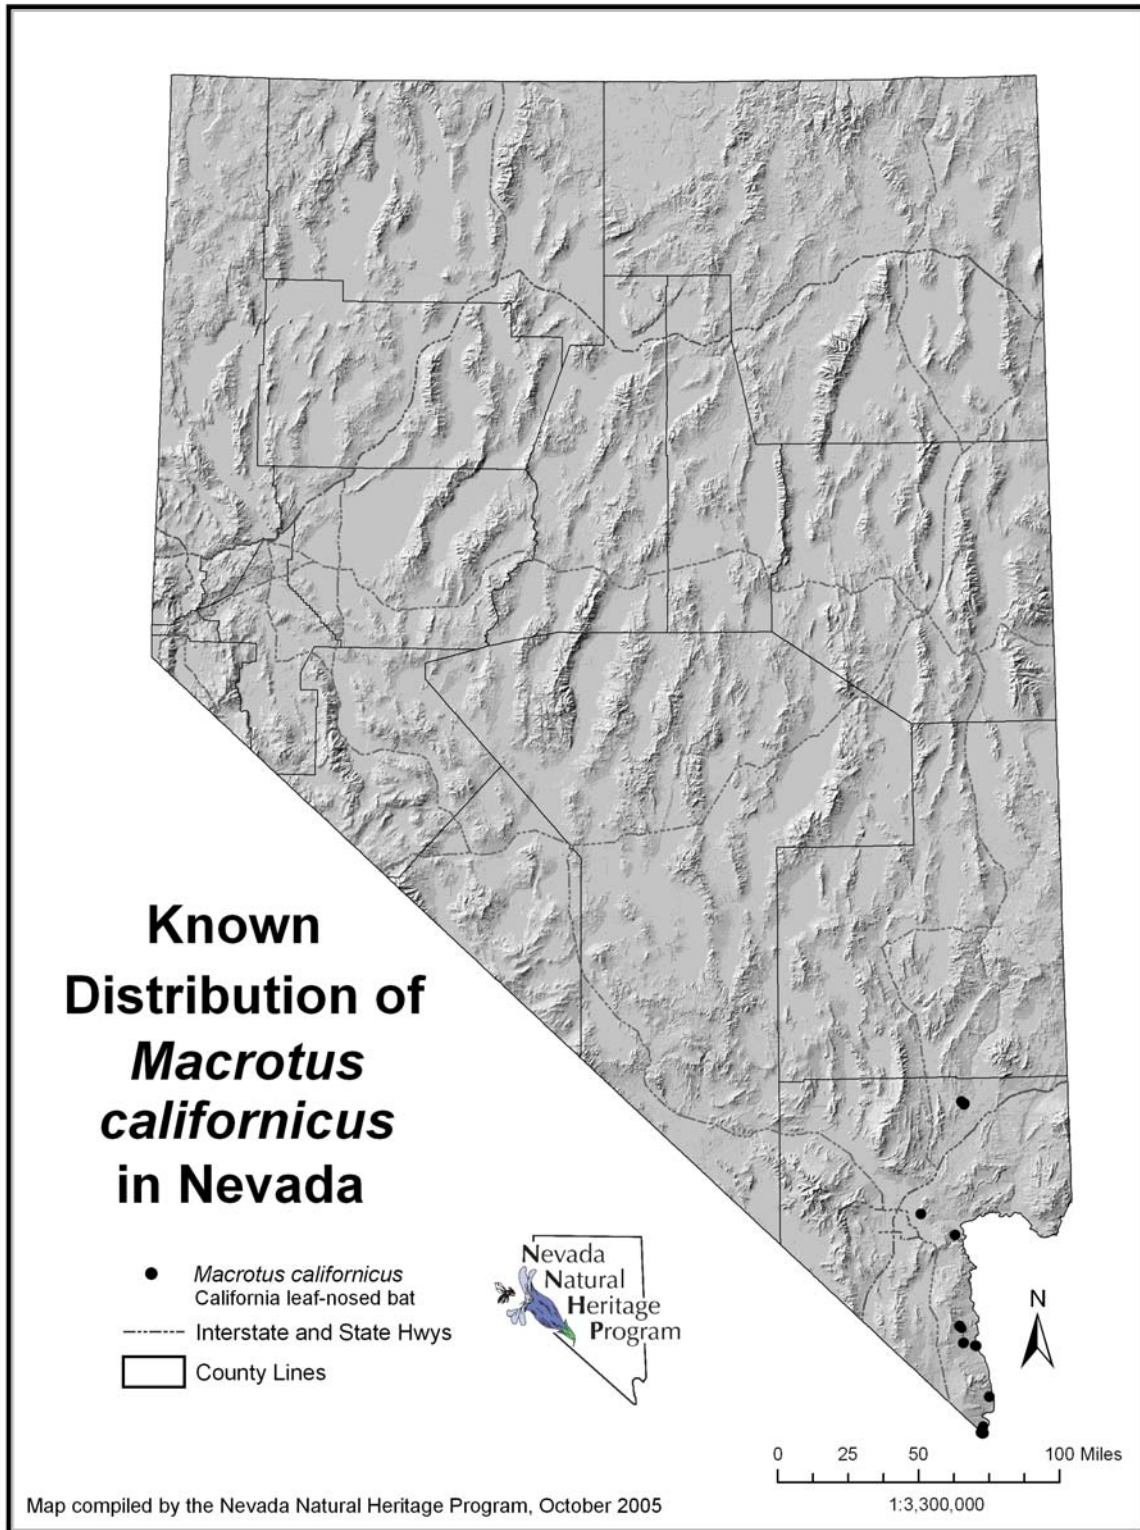 Known
Distribution of
Macrotus
californicus
in Nevada
Macrotus californicus
California leaf-nosed bat
Interstate and State Hwys
County Lines
Nevada
Natural
Heritage
Program
N
0 25 50 100 Miles
1:3,300,000
Map compiled by the Nevada Natural Heritage Program, October 2005